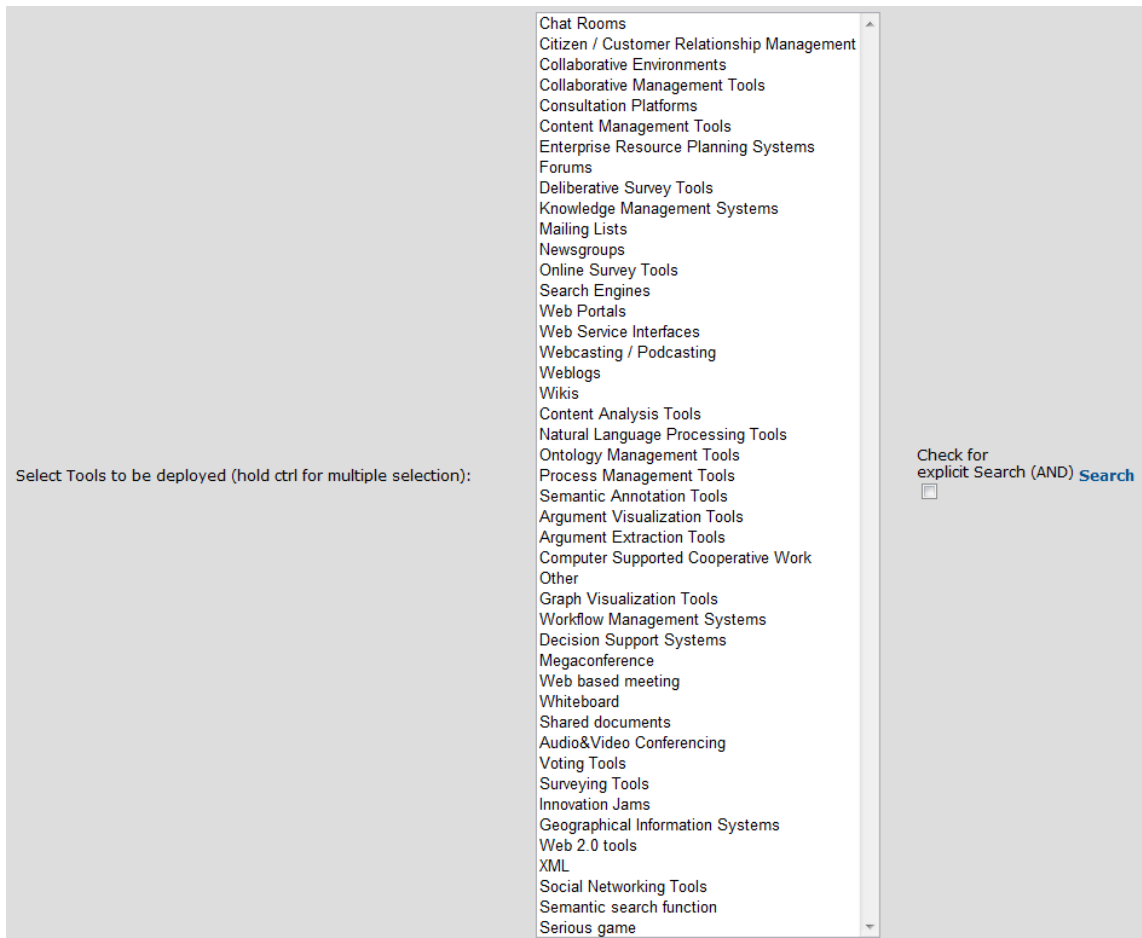 Chat Rooms
Citizen / Customer Relationship Management
Collaborative Environments
Collaborative Management Tools
Consultation Platforms
Content Management Tools
Enterprise Resource Planning Systems
Forums
Deliberative Survey Tools
Knowledge Management Systems
Mailing Lists
Newsgroups
Online Survey Tools
Search Engines
Web Portals
Web Service Interfaces
Webcasting / Podcasting
Weblogs
Wikis
Content Analysis Tools
Natural Language Processing Tools
Ontology Management Tools
Process Management Tools
Semantic Annotation Tools
Argument Visualization Tools
Argument Extraction Tools
Computer Supported Cooperative Work
Other
Graph Visualization Tools
Workflow Management Systems
Decision Support Systems
Megaconference
Web based meeting
Whiteboard
Shared documents
Audio&Video Conferencing
Voting Tools
Surveying Tools
Innovation Jams
Geographical Information Systems
Web 2.0 tools
XML
Social Networking Tools
Semantic search function
Serious game
Select Tools to be deployed (hold ctrl for multiple selection):
Check for
explicit Search (AND)
Search